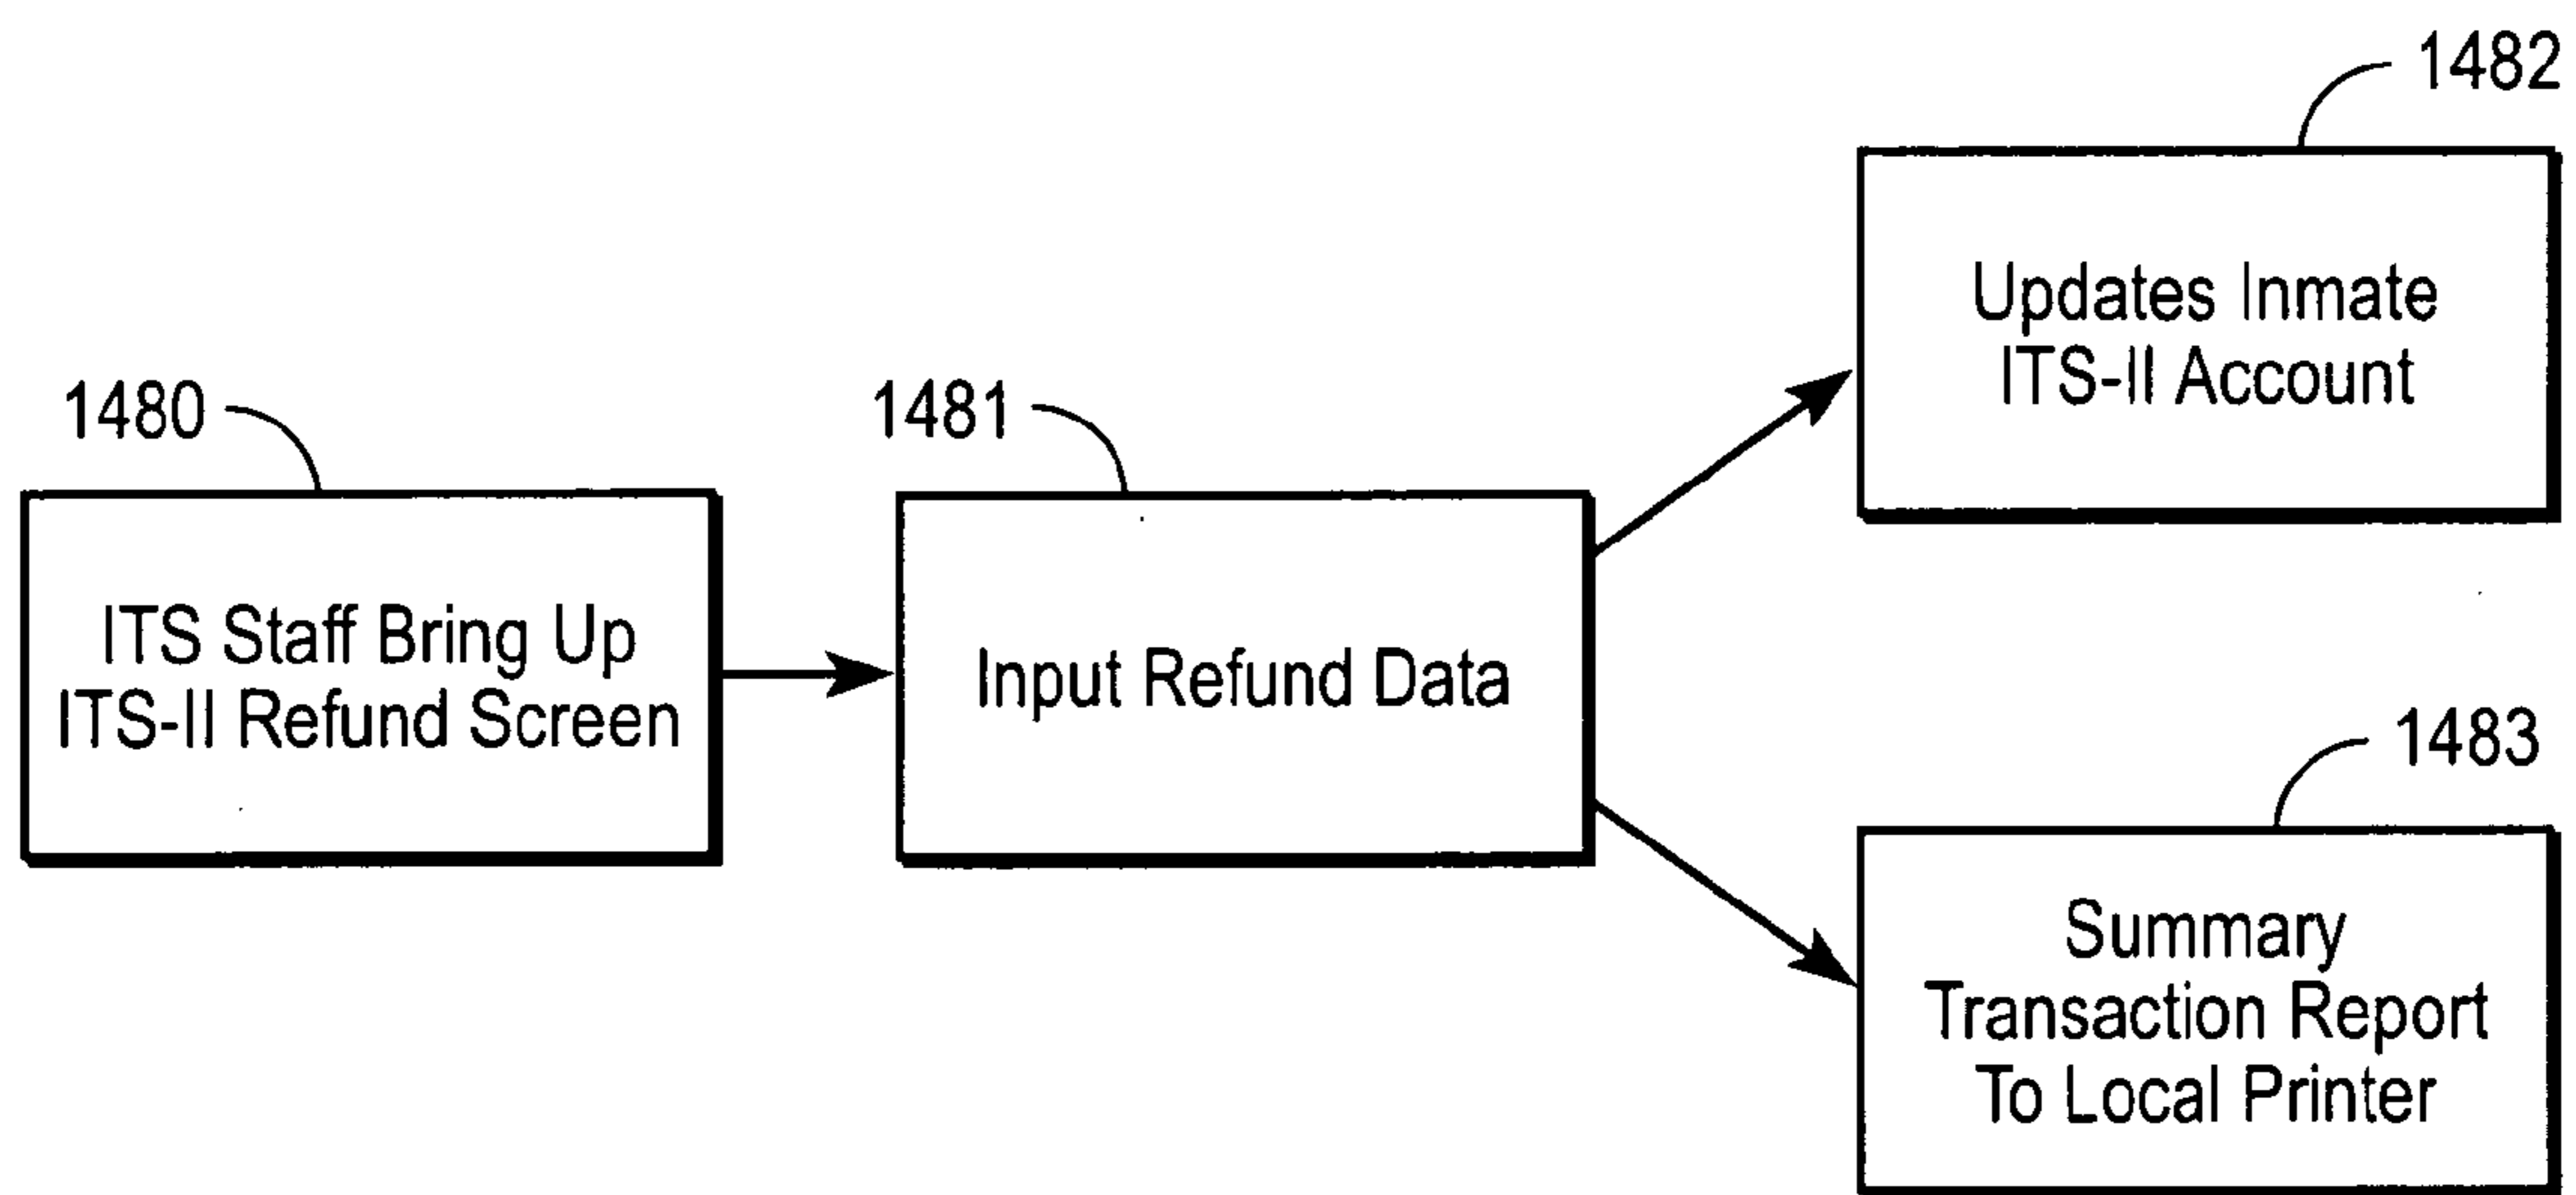 1482
Updates Inmate
ITS-II Account
1480
1481
ITS Staff Bring Up
ITS-II Refund Screen
Input Refund Data
1483
Summary
Transaction Report
To Local Printer